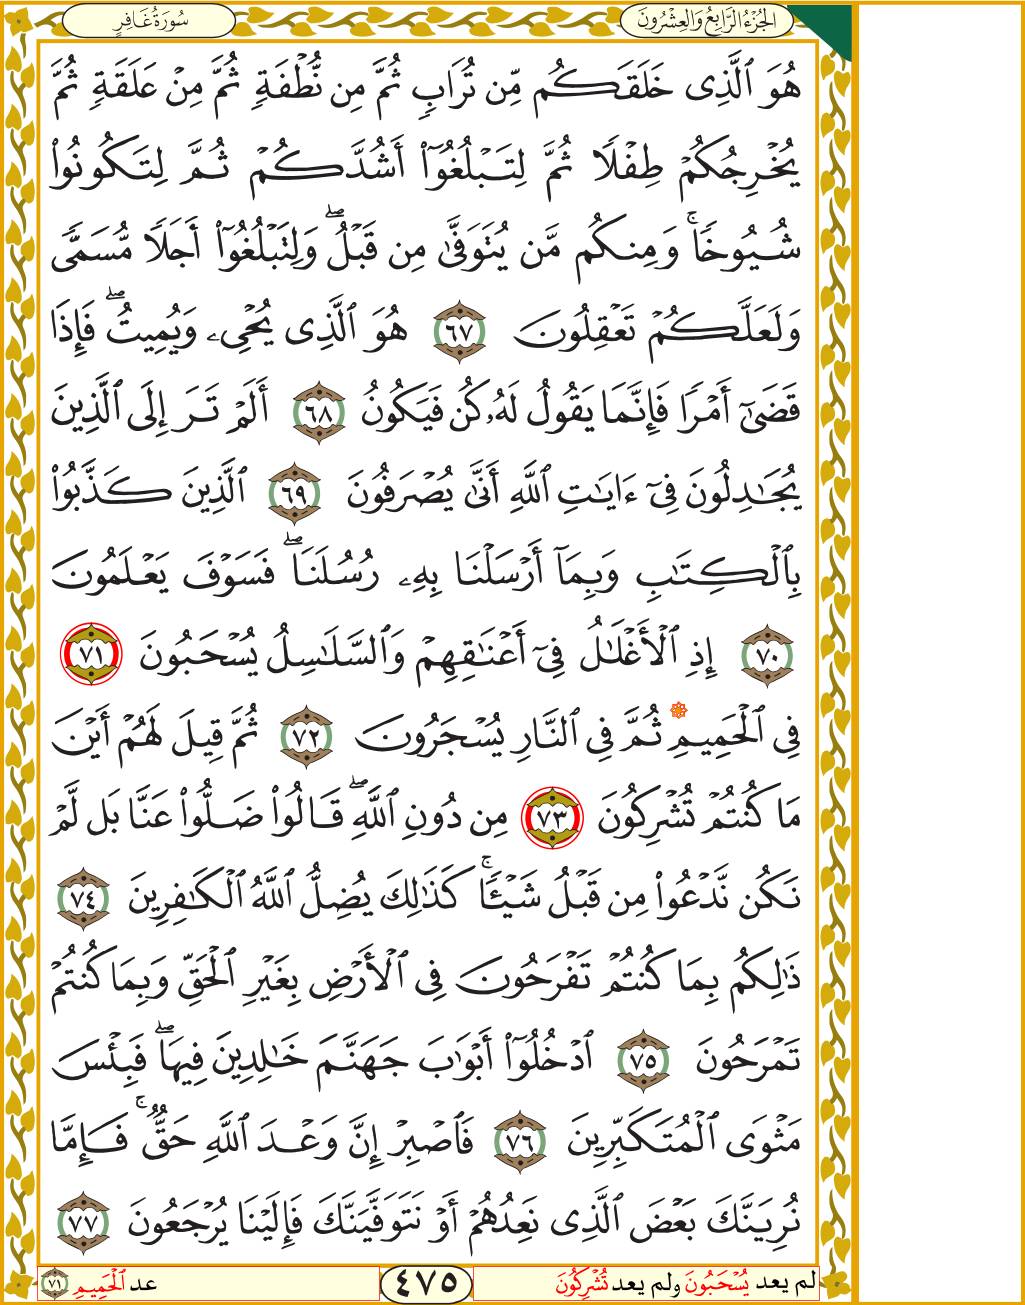 الجُزْءُ الرَّابِعُ وَالعِشْرُونَ
سُورَةُ غَافِرٍ
هُوَ ٱلَّذِى خَلَقَكُم مِّن تُرَابٍ ثُمَّ مِن نُّطْفَةٍ ثُمَّ مِنْ عَلَقَةٍ ثُمَّ
يُخْرِجُكُمْ طِفْلًا ثُمَّ لِتَبْلُغُوٓا۟ أَشُدَّكُمْ ثُمَّ لِتَكُونُوا۟
شُيُوخًا ۚ وَمِنكُم مَّن يُتَوَفَّىٰ مِن قَبْلُ ۖ وَلِتَبْلُغُوٓا۟ أَجَلًا مُّسَمًّى
وَلَعَلَّكُمْ تَعْقِلُونَ ٦٧ هُوَ ٱلَّذِى يُحْىِۦ وَيُمِيتُ ۖ فَإِذَا
قَضَىٰٓ أَمْرًا فَإِنَّمَا يَقُولُ لَهُۥ كُن فَيَكُونُ ٦٨ أَلَمْ تَرَ إِلَى ٱلَّذِينَ
يُجَـٰدِلُونَ فِىٓ ءَايَـٰتِ ٱللَّهِ أَنَّىٰ يُصْرَفُونَ ٦٩ ٱلَّذِينَ كَذَّبُوا۟
بِٱلْكِتَـٰبِ وَبِمَآ أَرْسَلْنَا بِهِۦ رُسُلَنَا ۖ فَسَوْفَ يَعْلَمُونَ
٧٠ إِذِ ٱلْأَغْلَـٰلُ فِىٓ أَعْنَـٰقِهِمْ وَٱلسَّلَـٰسِلُ يُسْحَبُونَ ٧١
فِى ٱلْحَمِيمِ ثُمَّ فِى ٱلنَّارِ يُسْجَرُونَ ٧٢ ثُمَّ قِيلَ لَهُمْ أَيْنَ
مَا كُنتُمْ تُشْرِكُونَ ٧٣ مِن دُونِ ٱللَّهِ ۖ قَالُوا۟ ضَلُّوا۟ عَنَّا بَل لَّمْ
نَكُن نَّدْعُوا۟ مِن قَبْلُ شَيْـًٔا ۚ كَذَٰلِكَ يُضِلُّ ٱللَّهُ ٱلْكَـٰفِرِينَ ٧٤
ذَٰلِكُم بِمَا كُنتُمْ تَفْرَحُونَ فِى ٱلْأَرْضِ بِغَيْرِ ٱلْحَقِّ وَبِمَا كُنتُمْ
تَمْرَحُونَ ٧٥ ٱدْخُلُوٓا۟ أَبْوَٰبَ جَهَنَّمَ خَـٰلِدِينَ فِيهَا ۖ فَبِئْسَ
مَثْوَى ٱلْمُتَكَبِّرِينَ ٧٦ فَٱصْبِرْ إِنَّ وَعْدَ ٱللَّهِ حَقٌّ ۚ فَإِمَّا
نُرِيَنَّكَ بَعْضَ ٱلَّذِى نَعِدُهُمْ أَوْ نَتَوَفَّيَنَّكَ فَإِلَيْنَا يُرْجَعُونَ ٧٧
لم يعد يُسْحَبُونَ ولم يعد تُشْرِكُونَ
٤٧٥
عد ٱلْحَمِيمِ ٧١